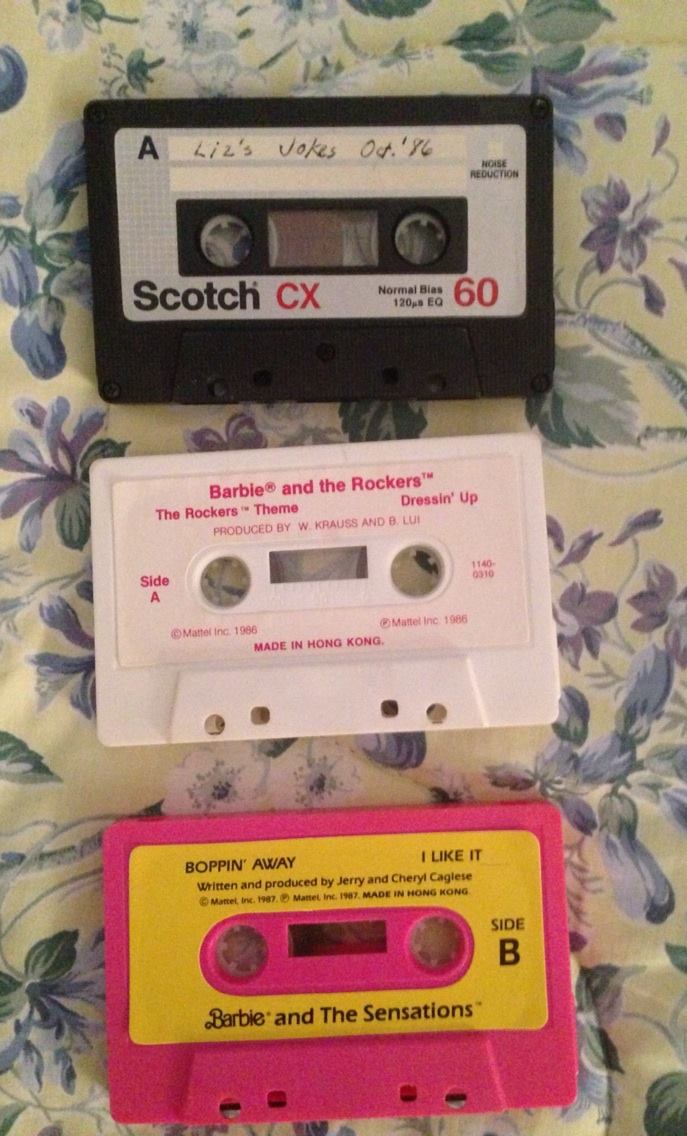 A Liz's Jokes Oct. '86
NOISE
REDUCTION
Scotch® CX
Normal Bias
120µs EQ
60
Barbie® and the Rockers™
The Rockers™ Theme
Dressin' Up
PRODUCED BY W. KRAUSS AND B. LUI
Side
A
1140-
0310
©Mattel Inc. 1986
℗Mattel Inc. 1986
MADE IN HONG KONG.
BOPPIN' AWAY
I LIKE IT
Written and produced by Jerry and Cheryl Caglese
© Mattel, Inc. 1987. ℗ Mattel, Inc. 1987. MADE IN HONG KONG.
SIDE
B
Barbie® and The Sensations™